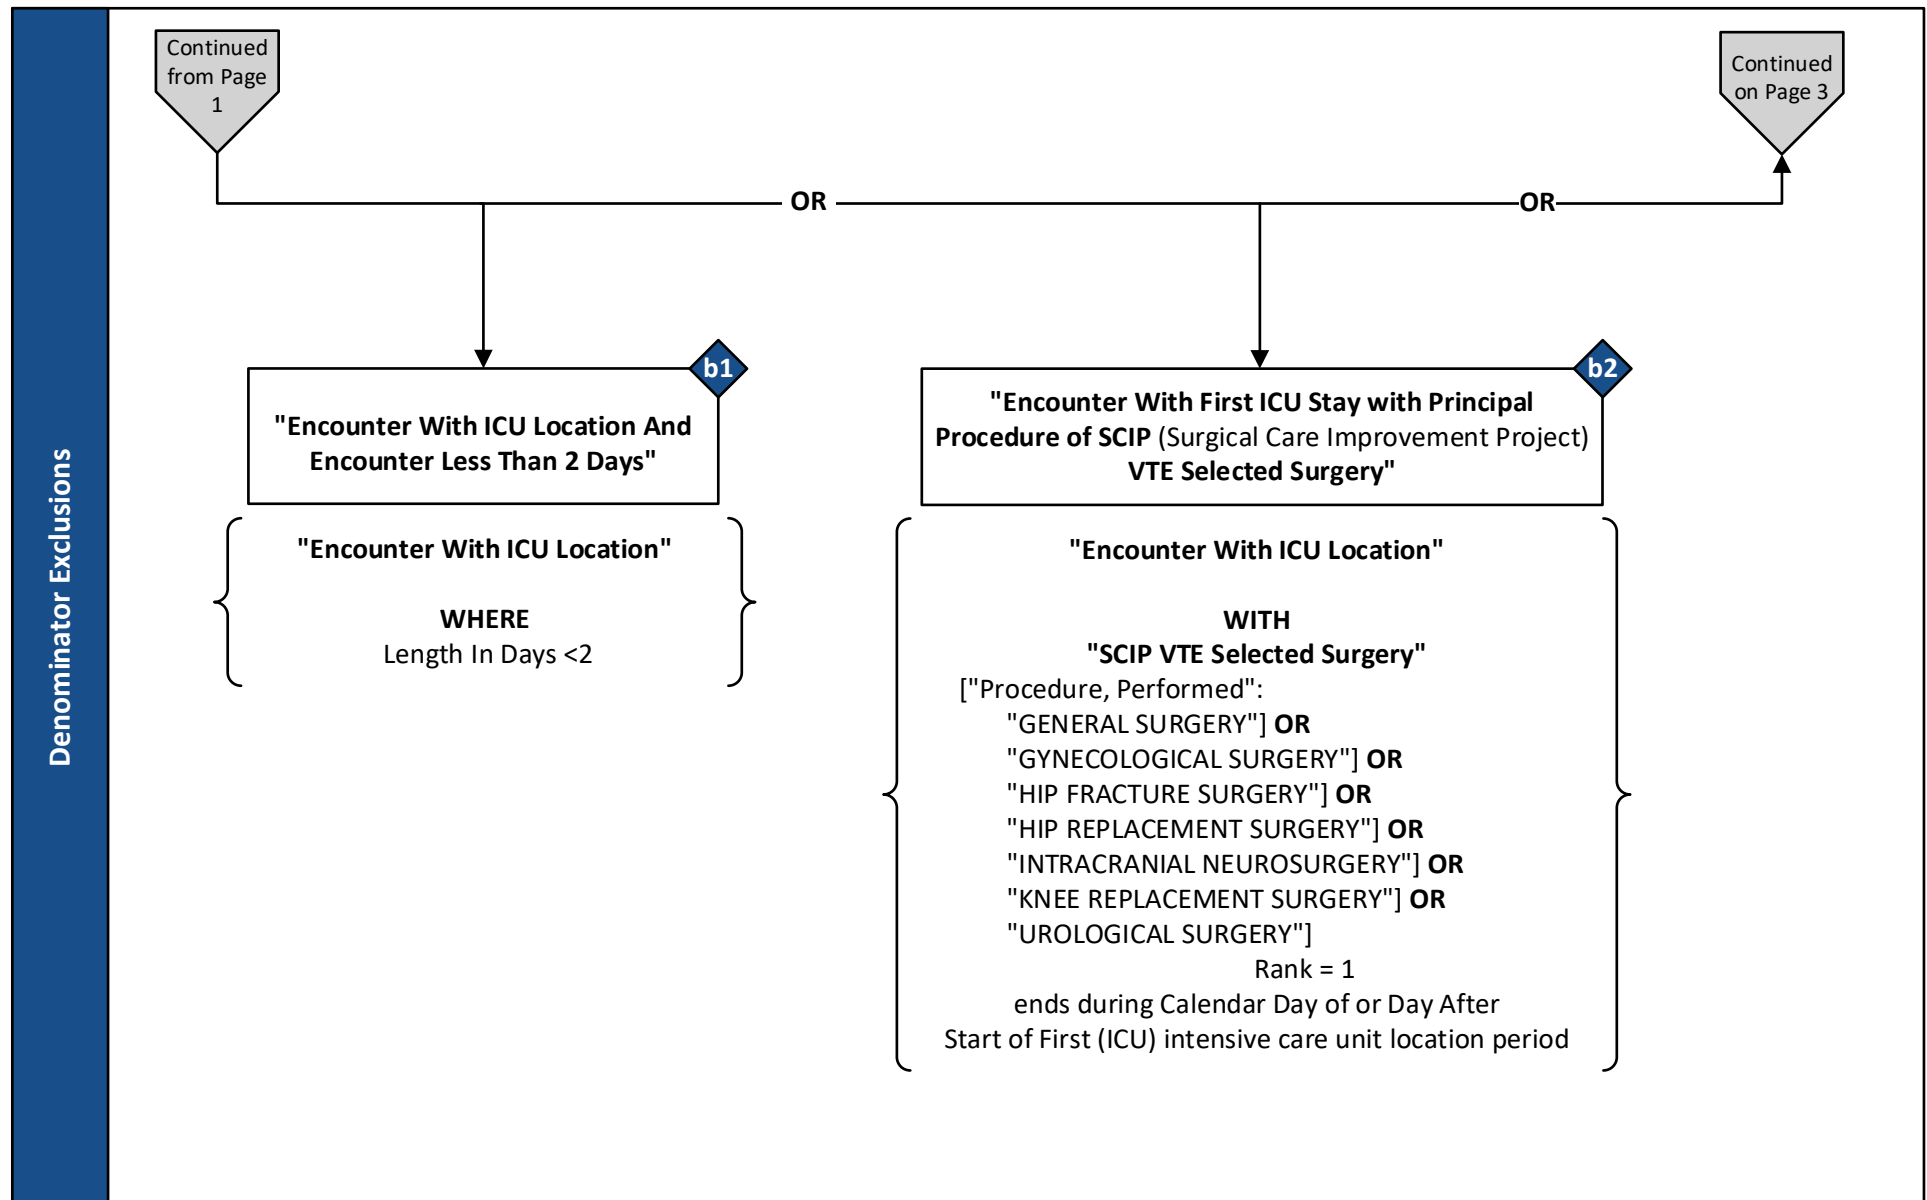 Denominator Exclusions
Continued
from Page
1
Continued
on Page 3
OR
OR
b1
"Encounter With ICU Location And
Encounter Less Than 2 Days"
"Encounter With ICU Location"
WHERE
Length In Days <2
b2
"Encounter With First ICU Stay with Principal
Procedure of SCIP (Surgical Care Improvement Project)
VTE Selected Surgery"
"Encounter With ICU Location"
WITH
"SCIP VTE Selected Surgery"
["Procedure, Performed":
"GENERAL SURGERY"] OR
"GYNECOLOGICAL SURGERY"] OR
"HIP FRACTURE SURGERY"] OR
"HIP REPLACEMENT SURGERY"] OR
"INTRACRANIAL NEUROSURGERY"] OR
"KNEE REPLACEMENT SURGERY"] OR
"UROLOGICAL SURGERY"]
Rank = 1
ends during Calendar Day of or Day After
Start of First (ICU) intensive care unit location period